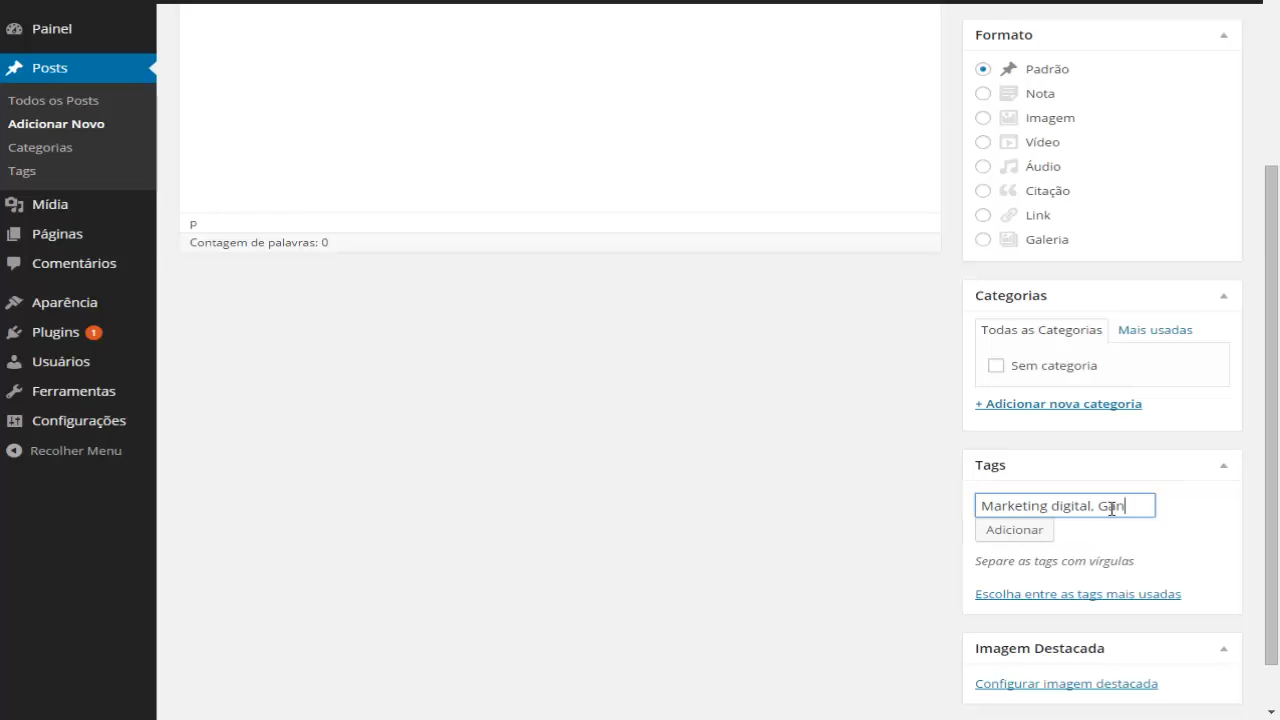 Painel
Posts
Todos os Posts
Adicionar Novo
Categorias
Tags
Mídia
Páginas
Comentários
Aparência
Plugins 1
Usuários
Ferramentas
Configurações
Recolher Menu
P
Contagem de palavras: 0
Formato
Padrão
Nota
Imagem
Vídeo
Áudio
Citação
Link
Galeria
Categorias
Todas as Categorias Mais usadas
Sem categoria
+ Adicionar nova categoria
Tags
Marketing digital, Gan
Adicionar
Separe as tags com vírgulas
Escolha entre as tags mais usadas
Imagem Destacada
Configurar imagem destacada